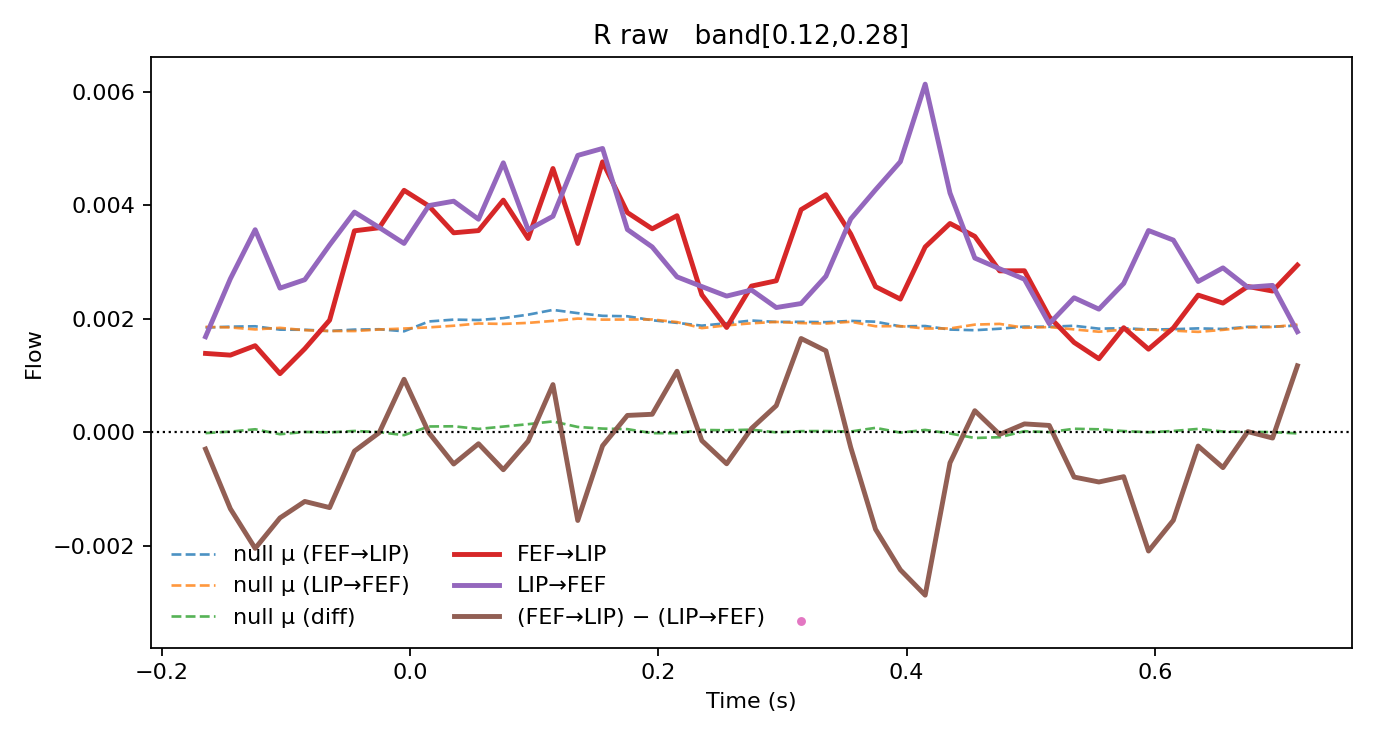 R raw   band[0.12,0.28]
0.006
0.004
0.002
0.000
−0.002
Flow
null μ (FEF→LIP)
null μ (LIP→FEF)
null μ (diff)
FEF→LIP
LIP→FEF
(FEF→LIP) − (LIP→FEF)
−0.2
0.0
0.2
0.4
0.6
Time (s)